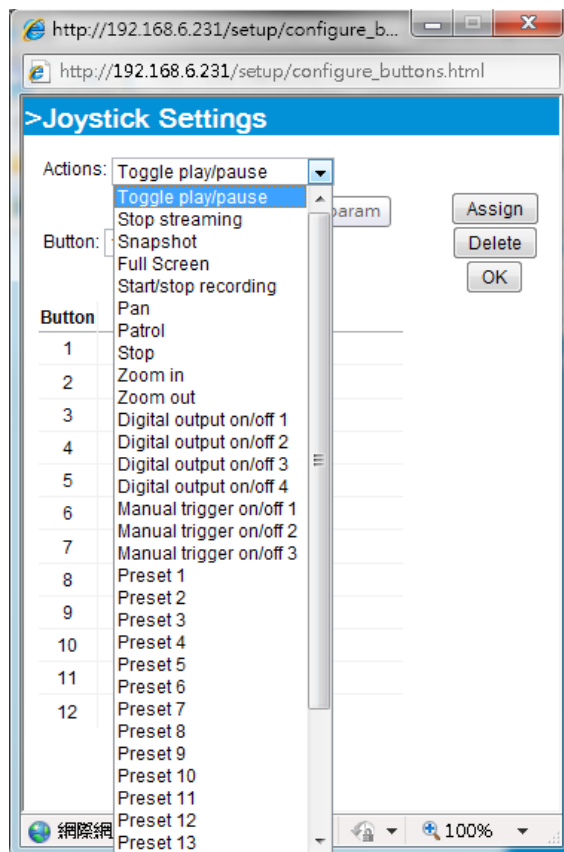 http://192.168.6.231/setup/configure_b...
http://192.168.6.231/setup/configure_buttons.html
>Joystick Settings
Actions: Toggle play/pause
Toggle play/pause
Stop streaming
Snapshot
Full Screen
Start/stop recording
Pan
Patrol
Stop
Zoom in
Zoom out
Digital output on/off 1
Digital output on/off 2
Digital output on/off 3
Digital output on/off 4
Manual trigger on/off 1
Manual trigger on/off 2
Manual trigger on/off 3
Preset 1
Preset 2
Preset 3
Preset 4
Preset 5
Preset 6
Preset 7
Preset 8
Preset 9
Preset 10
Preset 11
Preset 12
Preset 13
param
Assign
Button:
Delete
OK
Button
1
2
3
4
5
6
7
8
9
10
11
12
網際網
100%